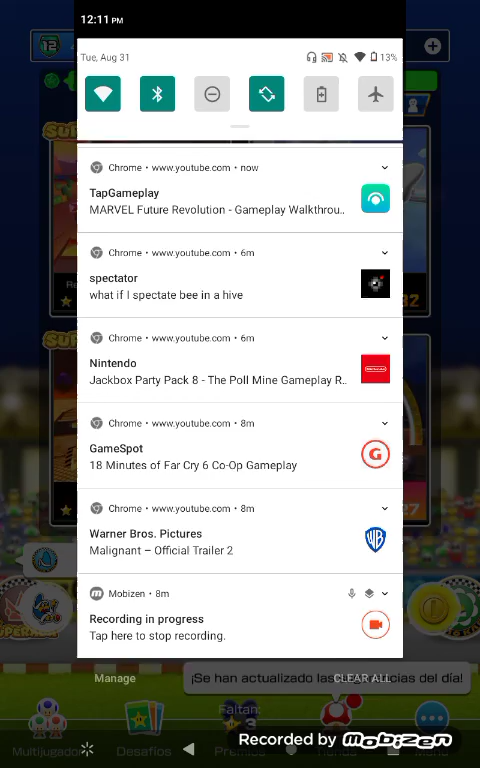 12:11 PM
Tue, Aug 31
13%
Chrome • www.youtube.com • now
TapGameplay
MARVEL Future Revolution - Gameplay Walkthrou..
Chrome • www.youtube.com • 6m
spectator
what if I spectate bee in a hive
Chrome • www.youtube.com • 6m
Nintendo
Jackbox Party Pack 8 - The Poll Mine Gameplay R..
Chrome • www.youtube.com • 8m
GameSpot
18 Minutes of Far Cry 6 Co-Op Gameplay
Chrome • www.youtube.com • 8m
Warner Bros. Pictures
Malignant – Official Trailer 2
Mobizen • 8m
Recording in progress
Tap here to stop recording.
Manage
CLEAR ALL
¡Se han actualizado las del día!
Faltan:
3
Multijugador
Desafíos
Menú
Recorded by Mobizen